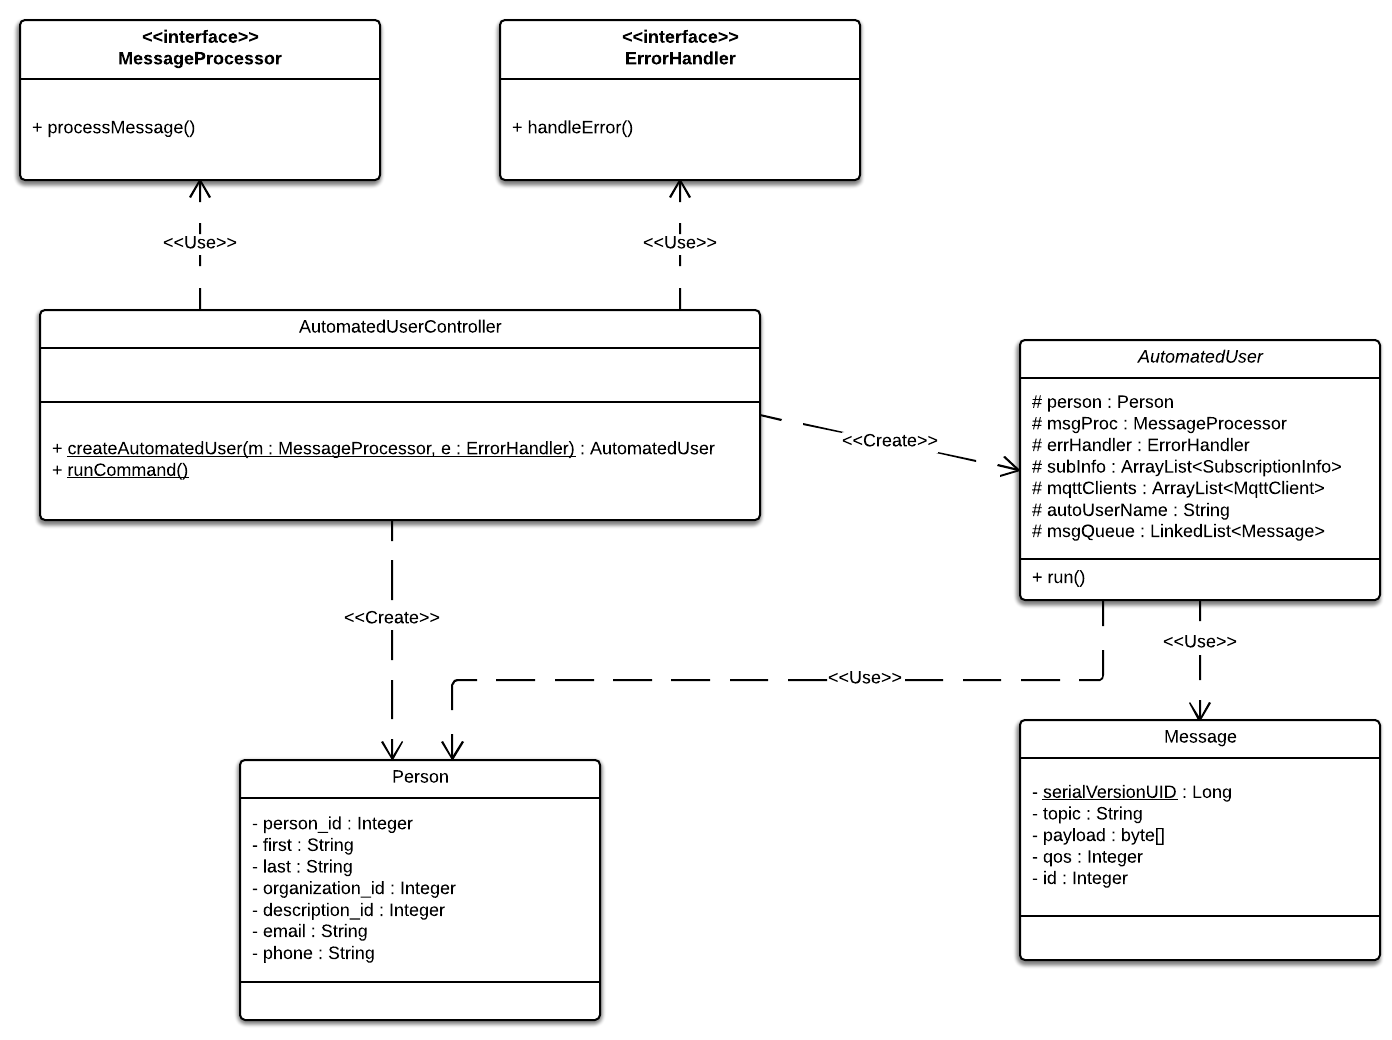 <<interface>>
MessageProcessor
+ processMessage()
<<interface>>
ErrorHandler
+ handleError()
<<Use>>
<<Use>>
AutomatedUserController
+ createAutomatedUser(m : MessageProcessor, e : ErrorHandler) : AutomatedUser
+ runCommand()
<<Create>>
AutomatedUser
# person : Person
# msgProc : MessageProcessor
# errHandler : ErrorHandler
# subInfo : ArrayList<SubscriptionInfo>
# mqttClients : ArrayList<MqttClient>
# autoUserName : String
# msgQueue : LinkedList<Message>
+ run()
<<Create>>
<<Use>>
<<Use>>
Person
- person_id : Integer
- first : String
- last : String
- organization_id : Integer
- description_id : Integer
- email : String
- phone : String
Message
- serialVersionUID : Long
- topic : String
- payload : byte[]
- qos : Integer
- id : Integer